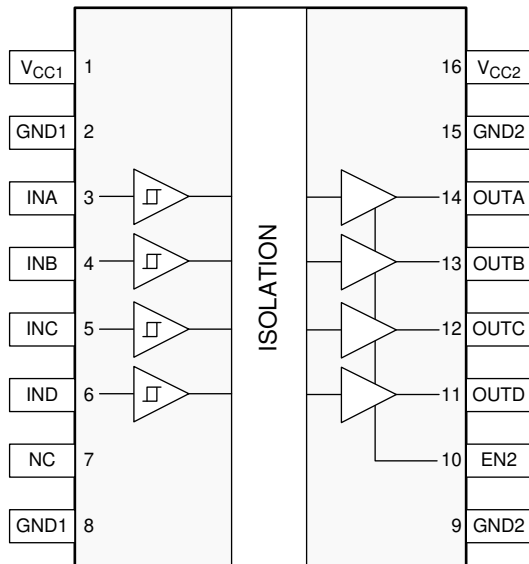 VCC1 1 16 VCC2
GND1 2 15 GND2
INA 3 14 OUTA
INB 4 13 OUTB
INC 5 12 OUTC
IND 6 11 OUTD
NC 7 10 EN2
GND1 8 9 GND2
ISOLATION